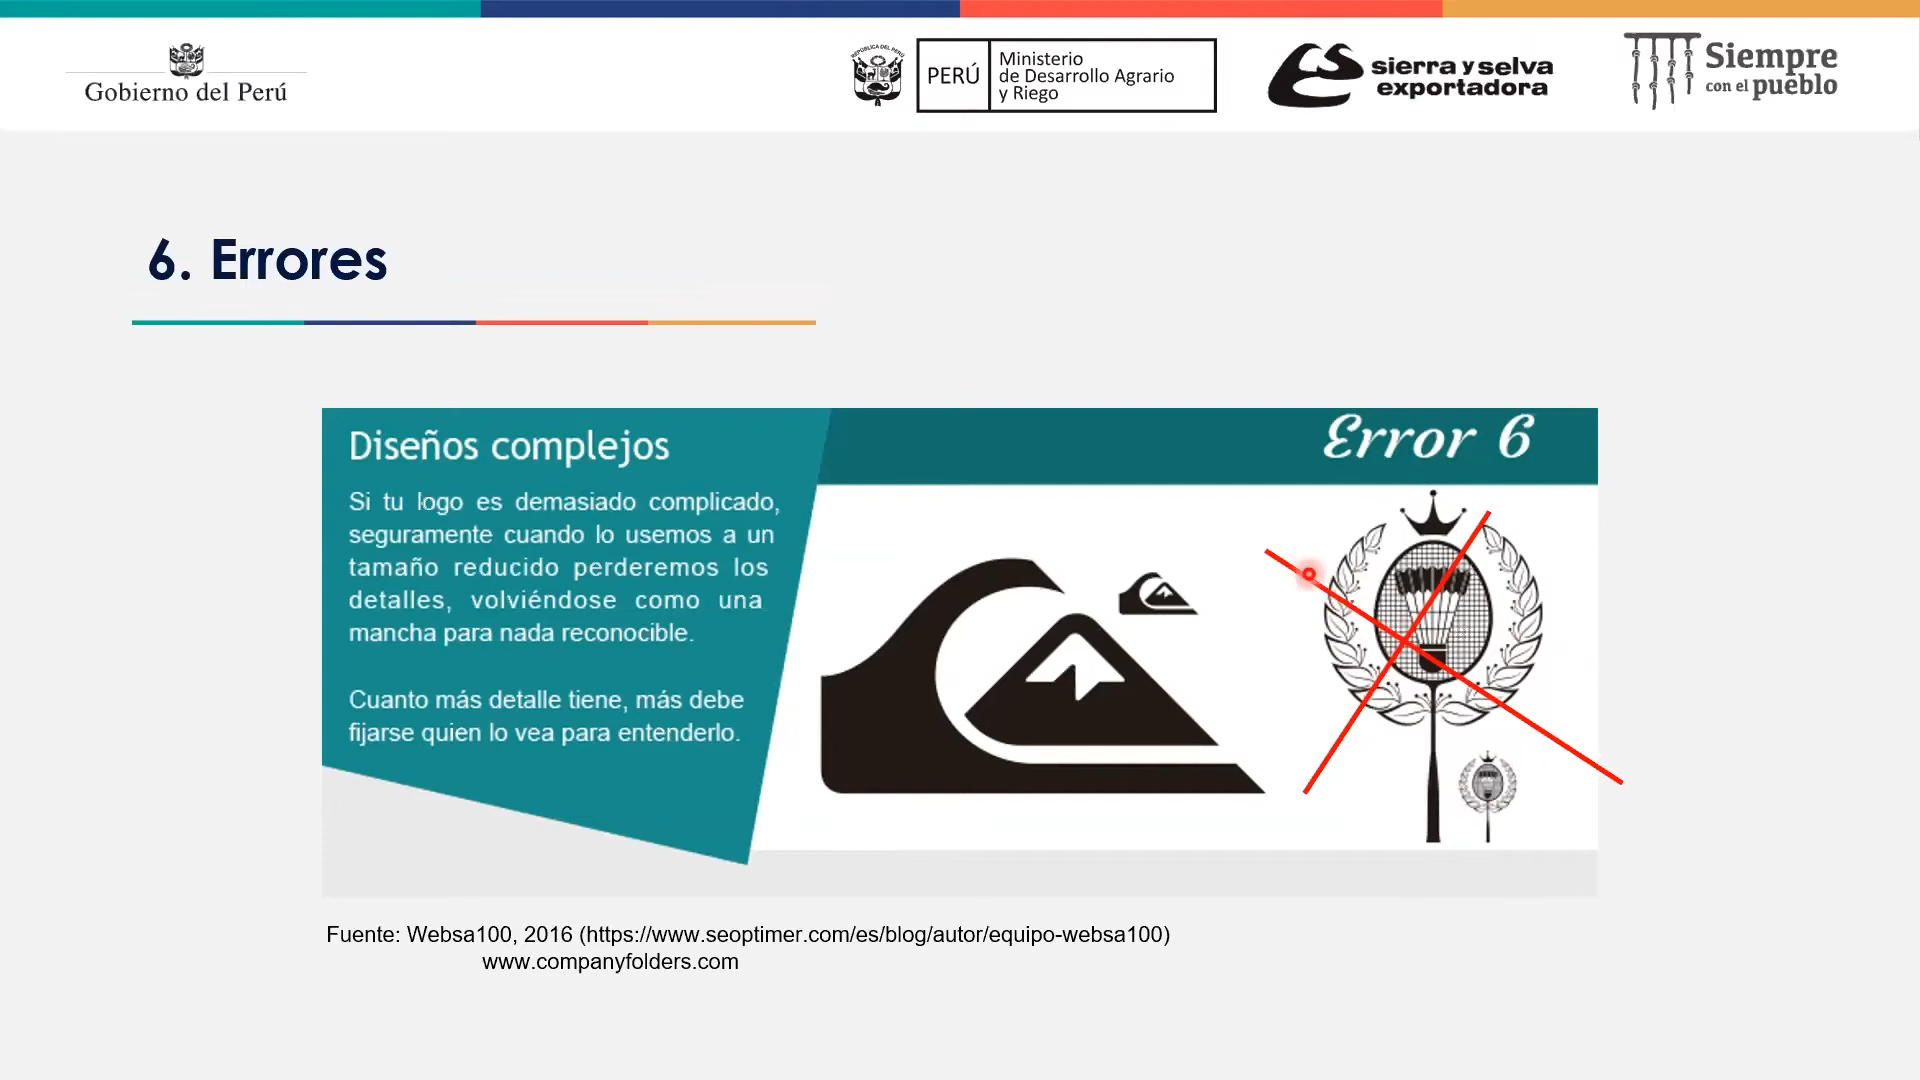 Gobierno del Perú
REPÚBLICA DEL PERÚ
PERÚ
Ministerio
de Desarrollo Agrario
y Riego
sierra y selva
exportadora
Siempre
con el pueblo
6. Errores
Diseños complejos
Error 6
Si tu logo es demasiado complicado,
seguramente cuando lo usemos a un
tamaño reducido perderemos los
detalles, volviéndose como una
mancha para nada reconocible.
Cuanto más detalle tiene, más debe
fijarse quien lo vea para entenderlo.
Fuente: Websa100, 2016 (https://www.seoptimer.com/es/blog/autor/equipo-websa100)
www.companyfolders.com